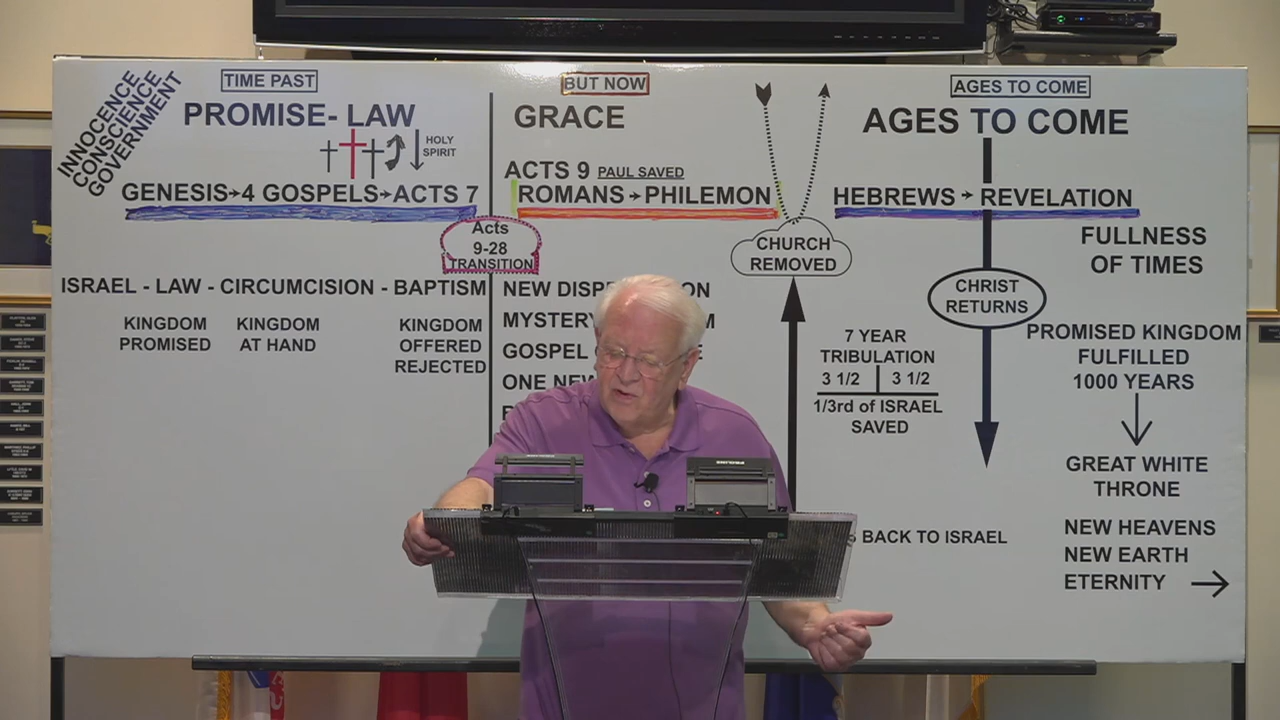 INNOCENCE
CONSCIENCE
GOVERNMENT
TIME PAST
PROMISE- LAW
HOLY
SPIRIT
GENESIS→4 GOSPELS→ACTS 7
Acts
9-28
TRANSITION
ISRAEL - LAW - CIRCUMCISION - BAPTISM
KINGDOM
PROMISED
KINGDOM
AT HAND
KINGDOM
OFFERED
REJECTED
BUT NOW
GRACE
ACTS 9 PAUL SAVED
ROMANS→PHILEMON
CHURCH
REMOVED
NEW
MYSTERY
GOSPEL
ONE
7 YEAR
TRIBULATION
3 1/2 3 1/2
1/3rd of ISRAEL
SAVED
BACK TO ISRAEL
AGES TO COME
AGES TO COME
HEBREWS → REVELATION
FULLNESS
OF TIMES
CHRIST
RETURNS
PROMISED KINGDOM
FULFILLED
1000 YEARS
GREAT WHITE
THRONE
NEW HEAVENS
NEW EARTH
ETERNITY →